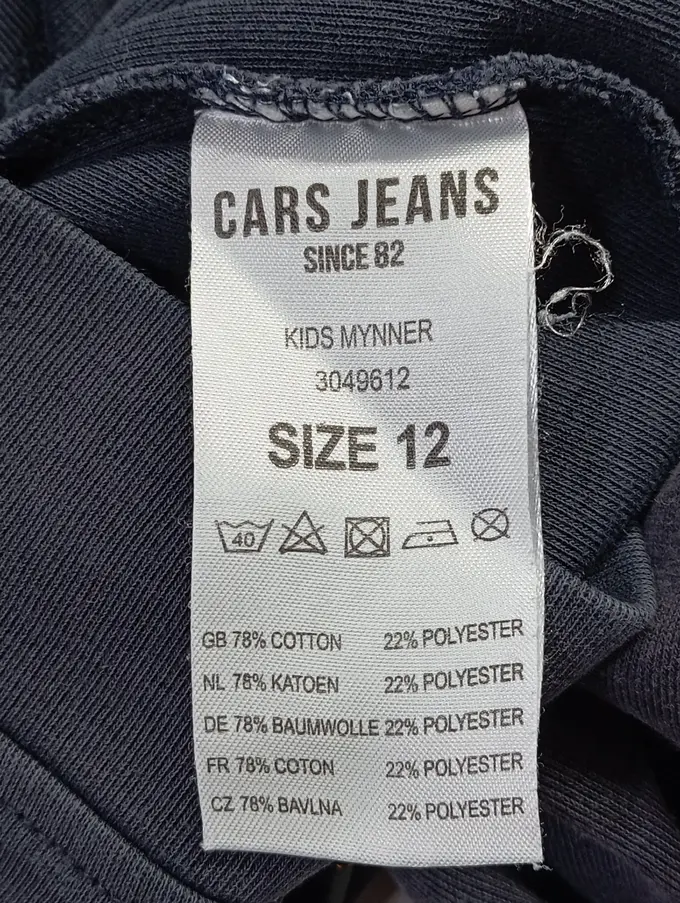 CARS JEANS
SINCE 82
KIDS MYNNER
3049612
SIZE 12
40
GB 78% COTTON 22% POLYESTER
NL 78% KATOEN 22% POLYESTER
DE 78% BAUMWOLLE 22% POLYESTER
FR 78% COTON 22% POLYESTER
CZ 78% BAVLNA 22% POLYESTER